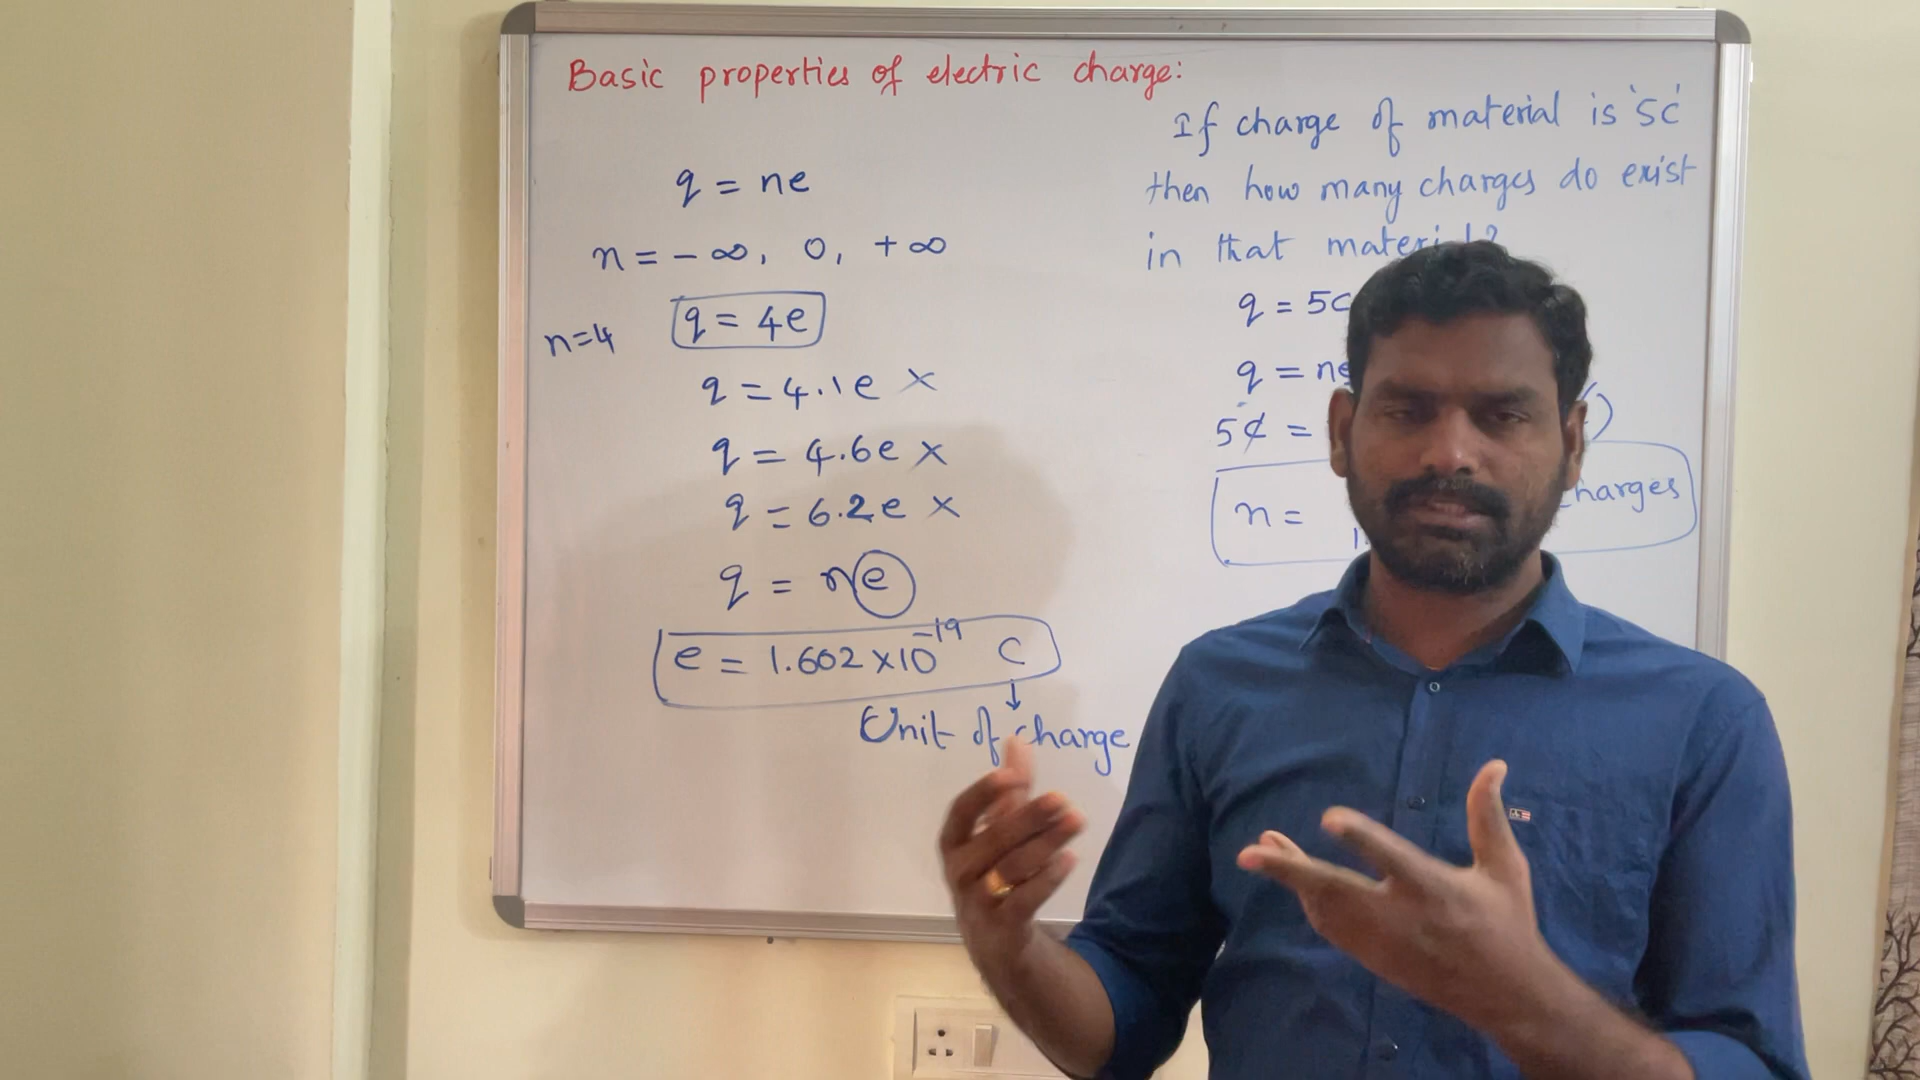 Basic properties of electric charge:
q = ne
n = - ∞, 0, + ∞
n=4 q = 4e
q = 4.1e ×
q = 4.6e ×
q = 6.2e ×
q = ne
e = 1.602 ×10⁻¹⁹ C
↓
Unit of charge
If charge of material is '5C'
then how many charges do exist
in that material?
q = 5C
q = ne
5C =
n =